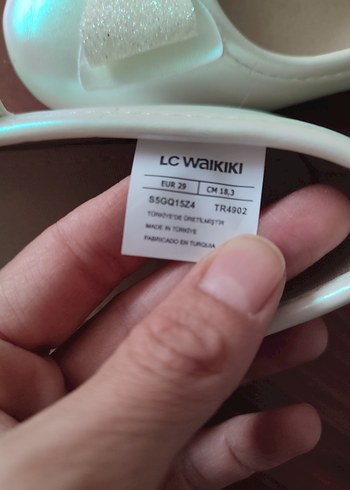 LC WAIKIKI
EUR 29 CM 18,3
S5GQ15Z4 TR4902
TÜRKİYE'DE ÜRETİLMİŞTİR
MADE IN TÜRKİYE
FABRICADO EN TURQUIA